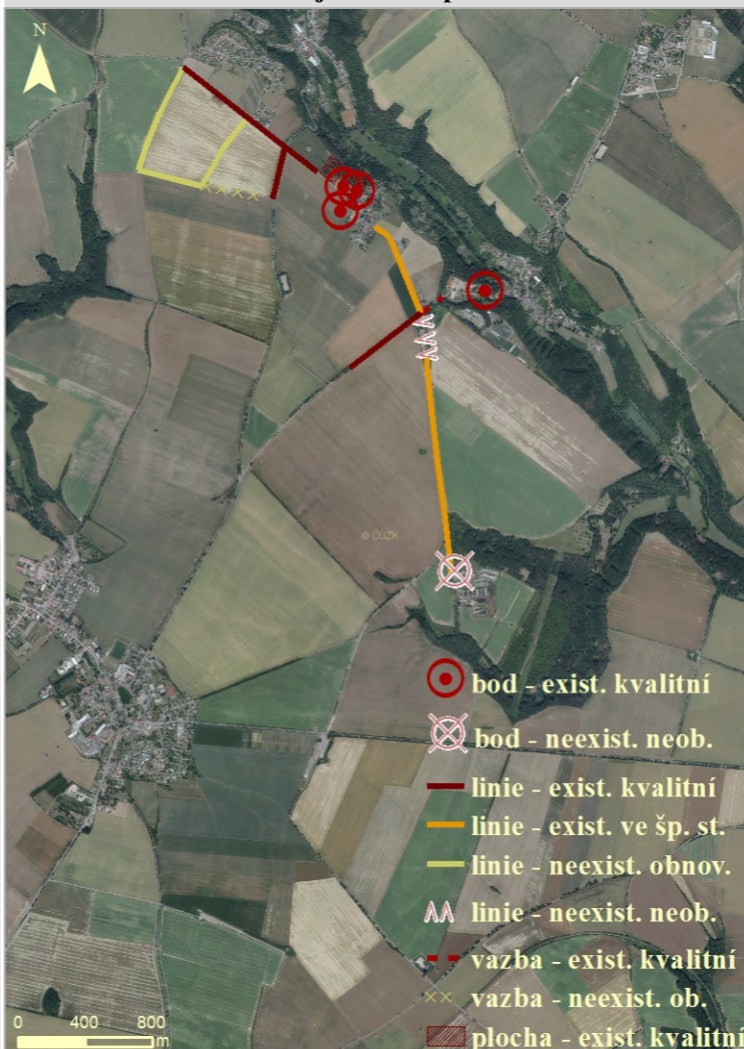 N
© ČÚZK
bod - exist. kvalitní
bod - neexist. neob.
linie - exist. kvalitní
linie - exist. ve šp. st.
linie - neexist. obnov.
linie - neexist. neob.
vazba - exist. kvalitní
vazba - neexist. ob.
plocha - exist. kvalitní
0 400 800
m